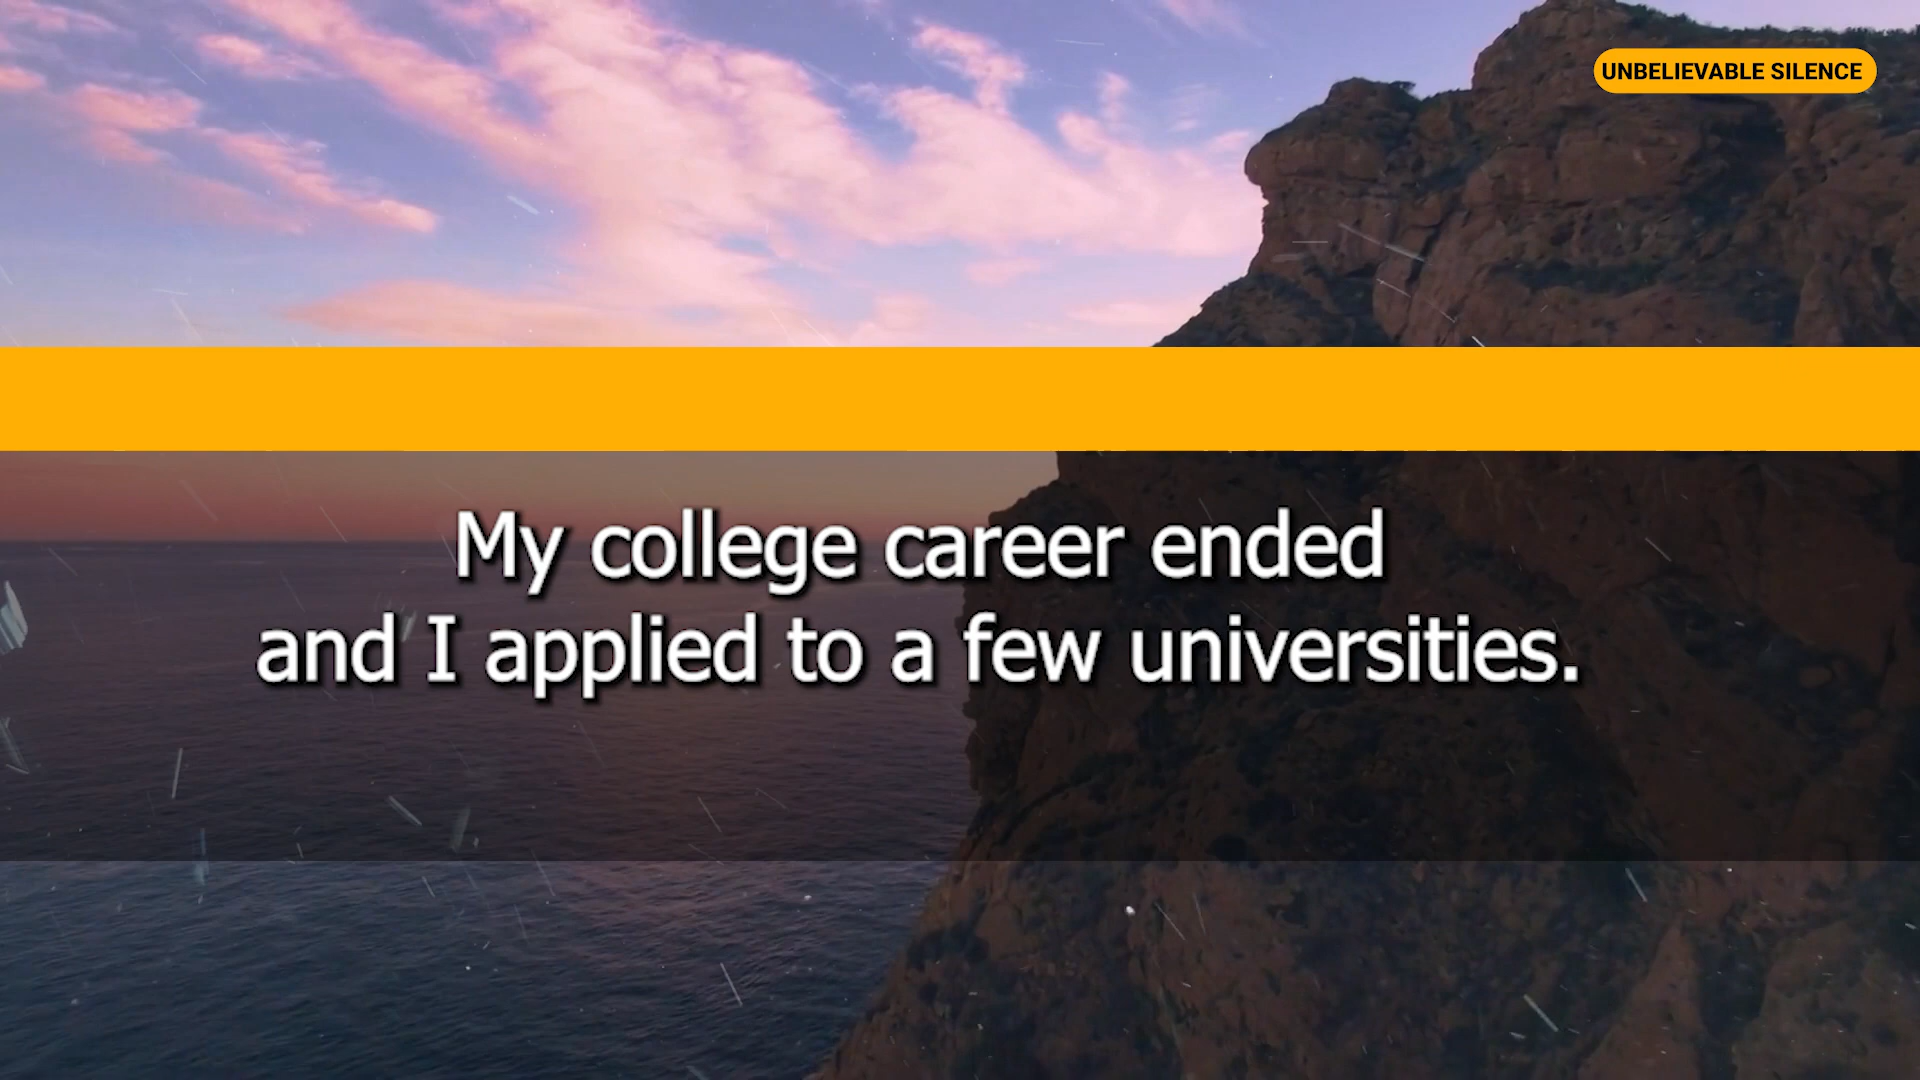 UNBELIEVABLE SILENCE
My college career ended
and I applied to a few universities.